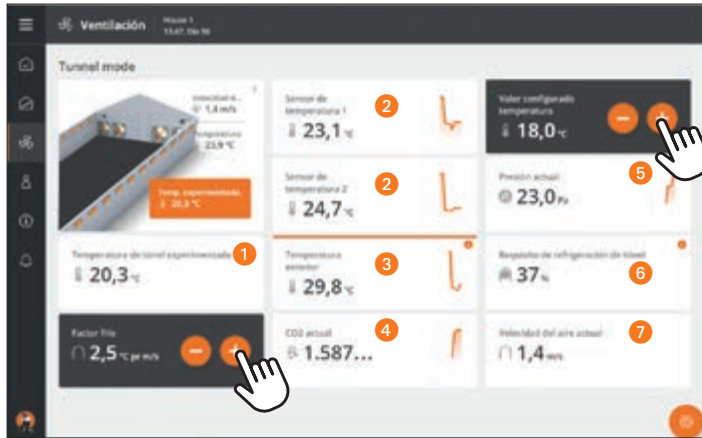 Ventilación
House 1
13:47, Día 50
Tunnel mode
Velocidad d...
1,4 m/s
Temperatura
23,9 °C
Temp. experimentada.
20,3 °C
Sensor de
temperatura 1
2
23,1 °C
Valor configurado
temperatura
18,0 °C
Sensor de
temperatura 2
2
24,7 °C
Presión actual
5
23,0 Pa
Temperatura de túnel experimentada
1
20,3 °C
Temperatura
exterior
3
29,8 °C
Requisito de refrigeración de túnel
6
37 %
Factor frío
2,5 °C per m/s
CO2 actual
4
1.587...
Velocidad del aire actual
7
1,4 m/s